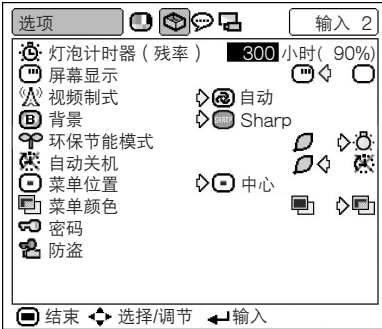 选项 输入 2
灯泡计时器(残率) 300 小时( 90%)
屏幕显示
视频制式 自动
B 背景 SHARP Sharp
环保节能模式
自动关机
菜单位置 中心
菜单颜色
密码
防盗
结束 选择/调节 输入